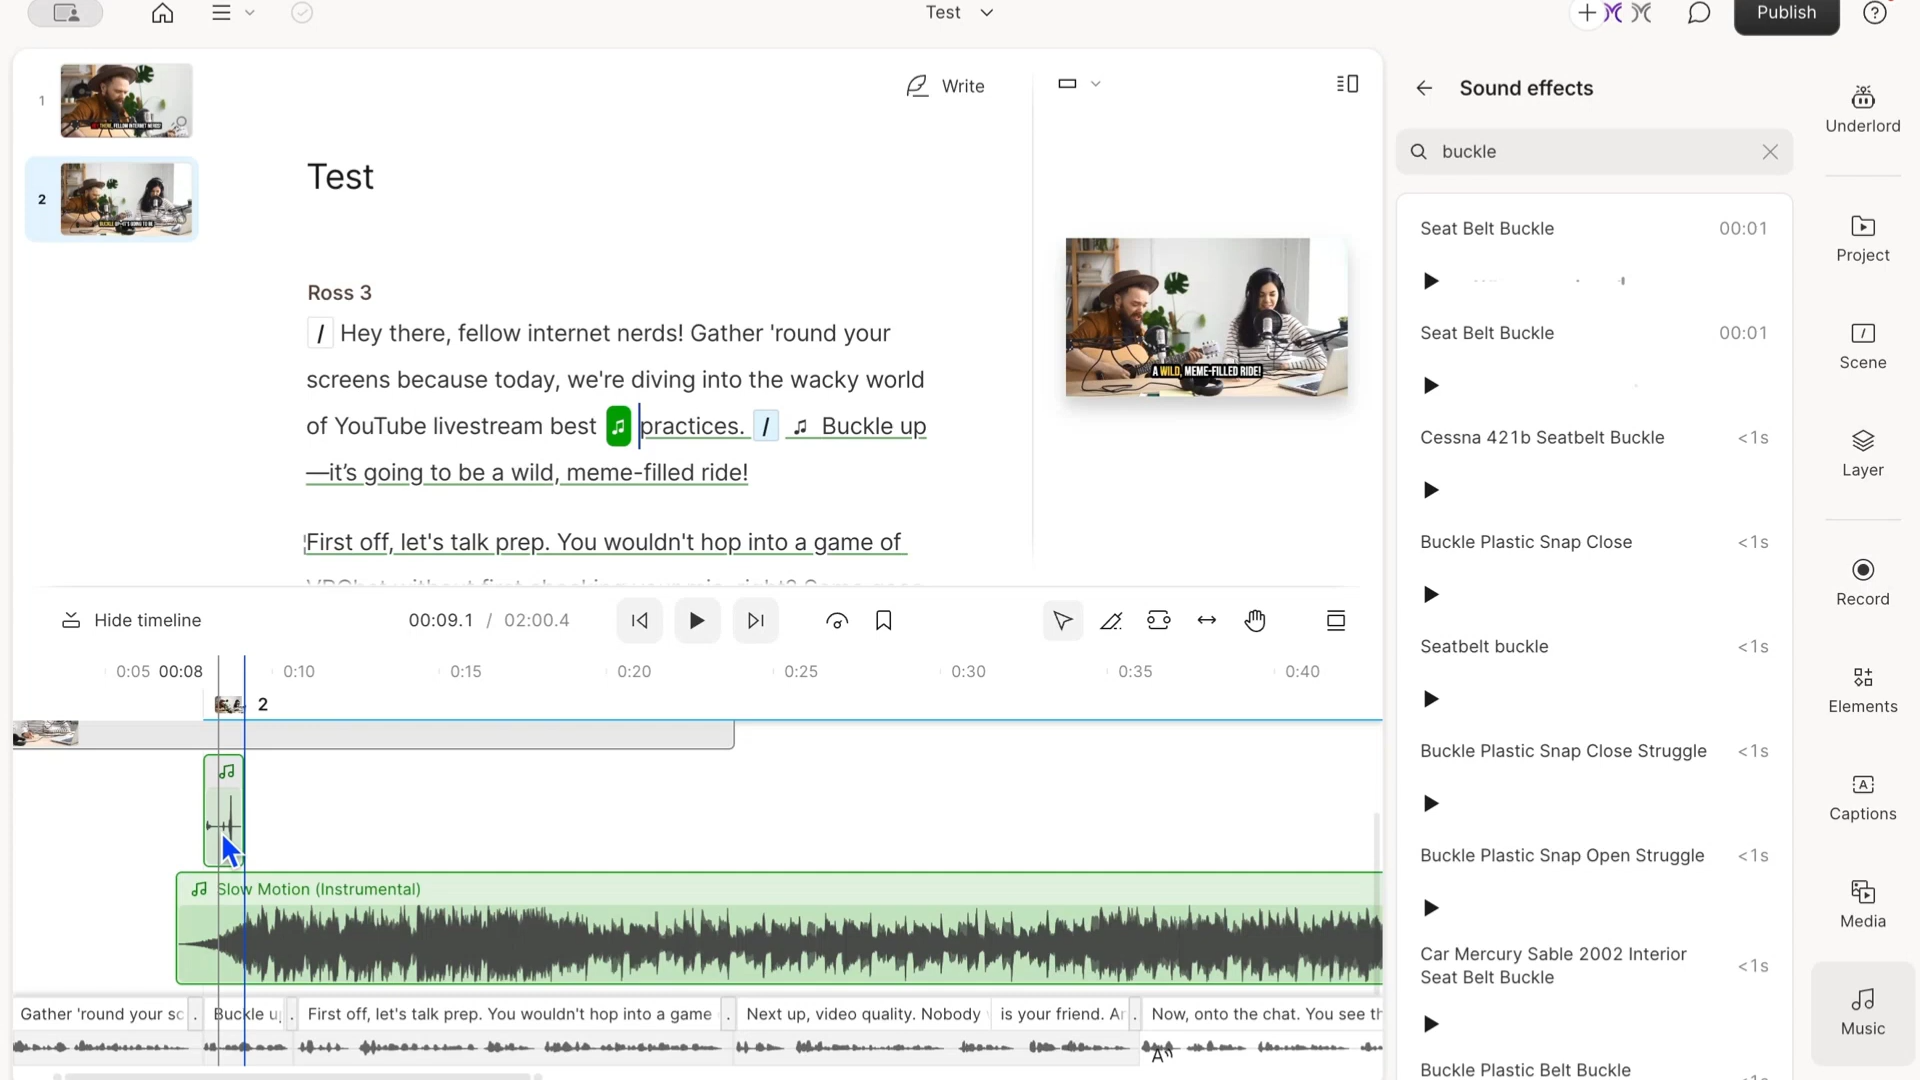 Test
Publish
1
2
Write
Test
Ross 3
/ Hey there, fellow internet nerds! Gather 'round your
screens because today, we're diving into the wacky world
of YouTube livestream best practices. / Buckle up
—it's going to be a wild, meme-filled ride!
First off, let's talk prep. You wouldn't hop into a game of
A WILD, MEME-FILLED RIDE!
Sound effects
buckle
Seat Belt Buckle 00:01
Seat Belt Buckle 00:01
Cessna 421b Seatbelt Buckle <1s
Buckle Plastic Snap Close <1s
Seatbelt buckle <1s
Buckle Plastic Snap Close Struggle <1s
Buckle Plastic Snap Open Struggle <1s
Car Mercury Sable 2002 Interior
Seat Belt Buckle <1s
Buckle Plastic Belt Buckle
Underlord
Project
Scene
Layer
Record
Elements
Captions
Media
Music
Hide timeline
00:09.1 / 02:00.4
0:05 00:08 0:10 0:15 0:20 0:25 0:30 0:35 0:40
2
Slow Motion (Instrumental)
Gather 'round your sc . Buckle u . First off, let's talk prep. You wouldn't hop into a game . Next up, video quality. Nobody is your friend. Ar . Now, onto the chat. You see th